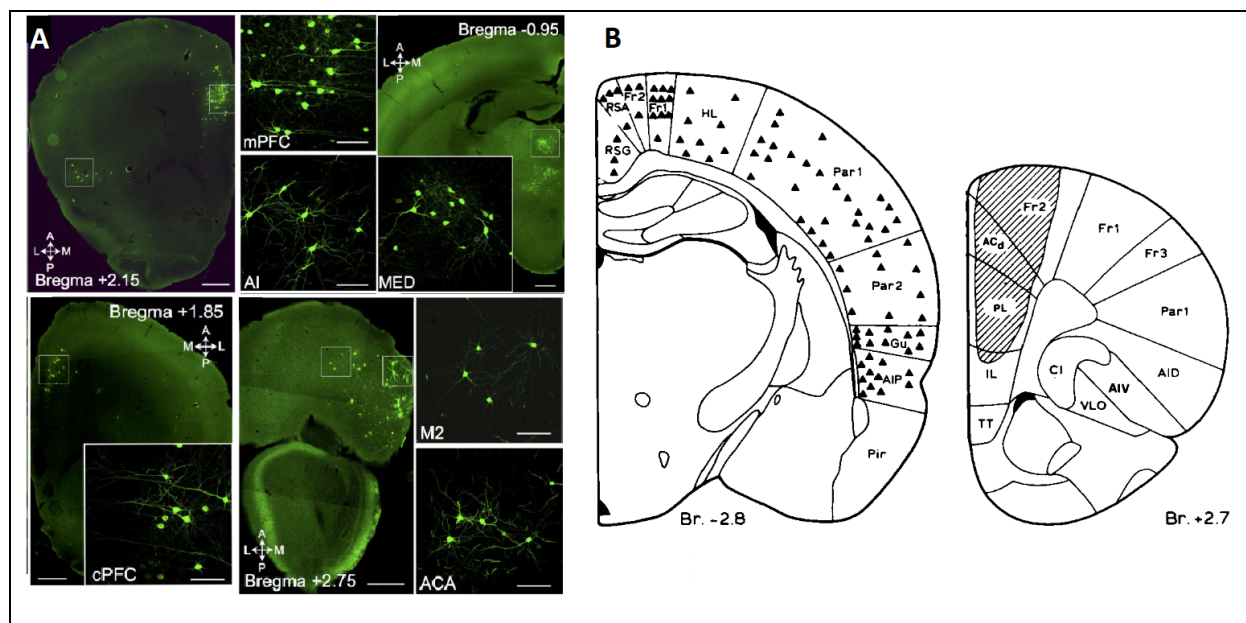 A
Bregma -0.95
A
L M
P
mPFC
A
L M
P
Bregma +2.15
AI
MED
Bregma +1.85
A
M L
P
cPFC
A
L M
P
Bregma +2.75
M2
ACA
B
RSA
Fr2
Fr1
HL
RSG
Par1
Par2
Gu
AIP
Pir
Br. -2.8
Fr2
Fr1
ACd
Fr3
PL
Par1
IL
Cl
AIV
AID
VLO
TT
Br. +2.7